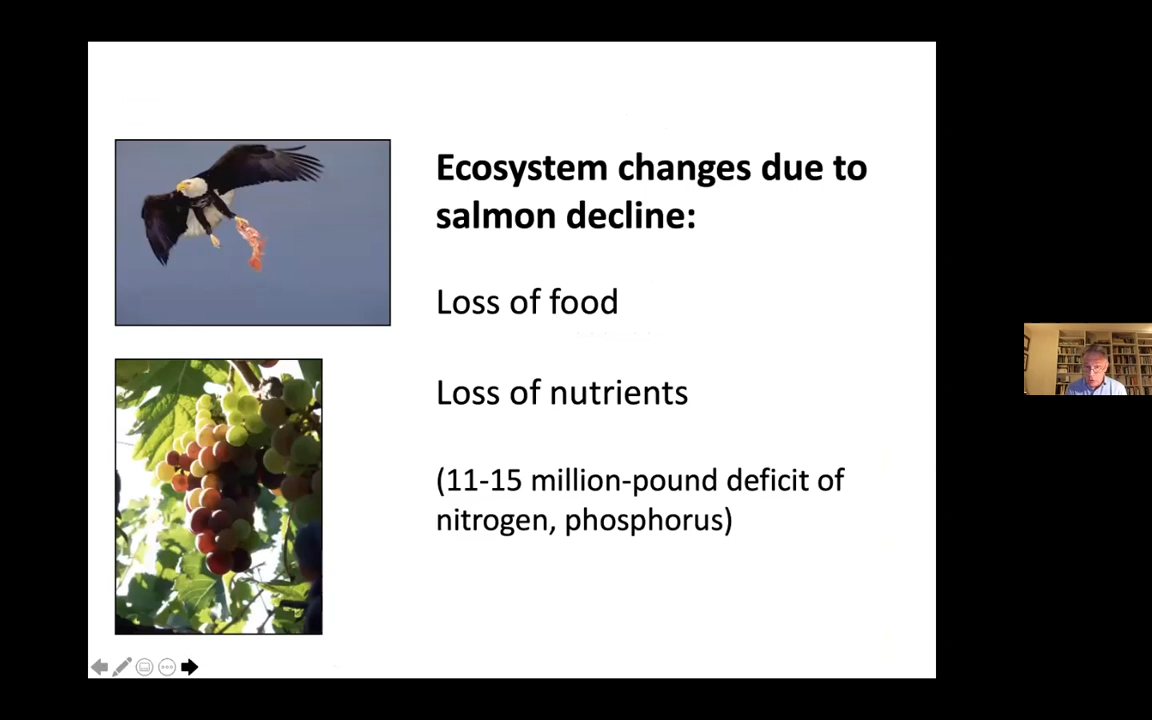 Ecosystem changes due to
salmon decline:
Loss of food
Loss of nutrients
(11-15 million-pound deficit of
nitrogen, phosphorus)